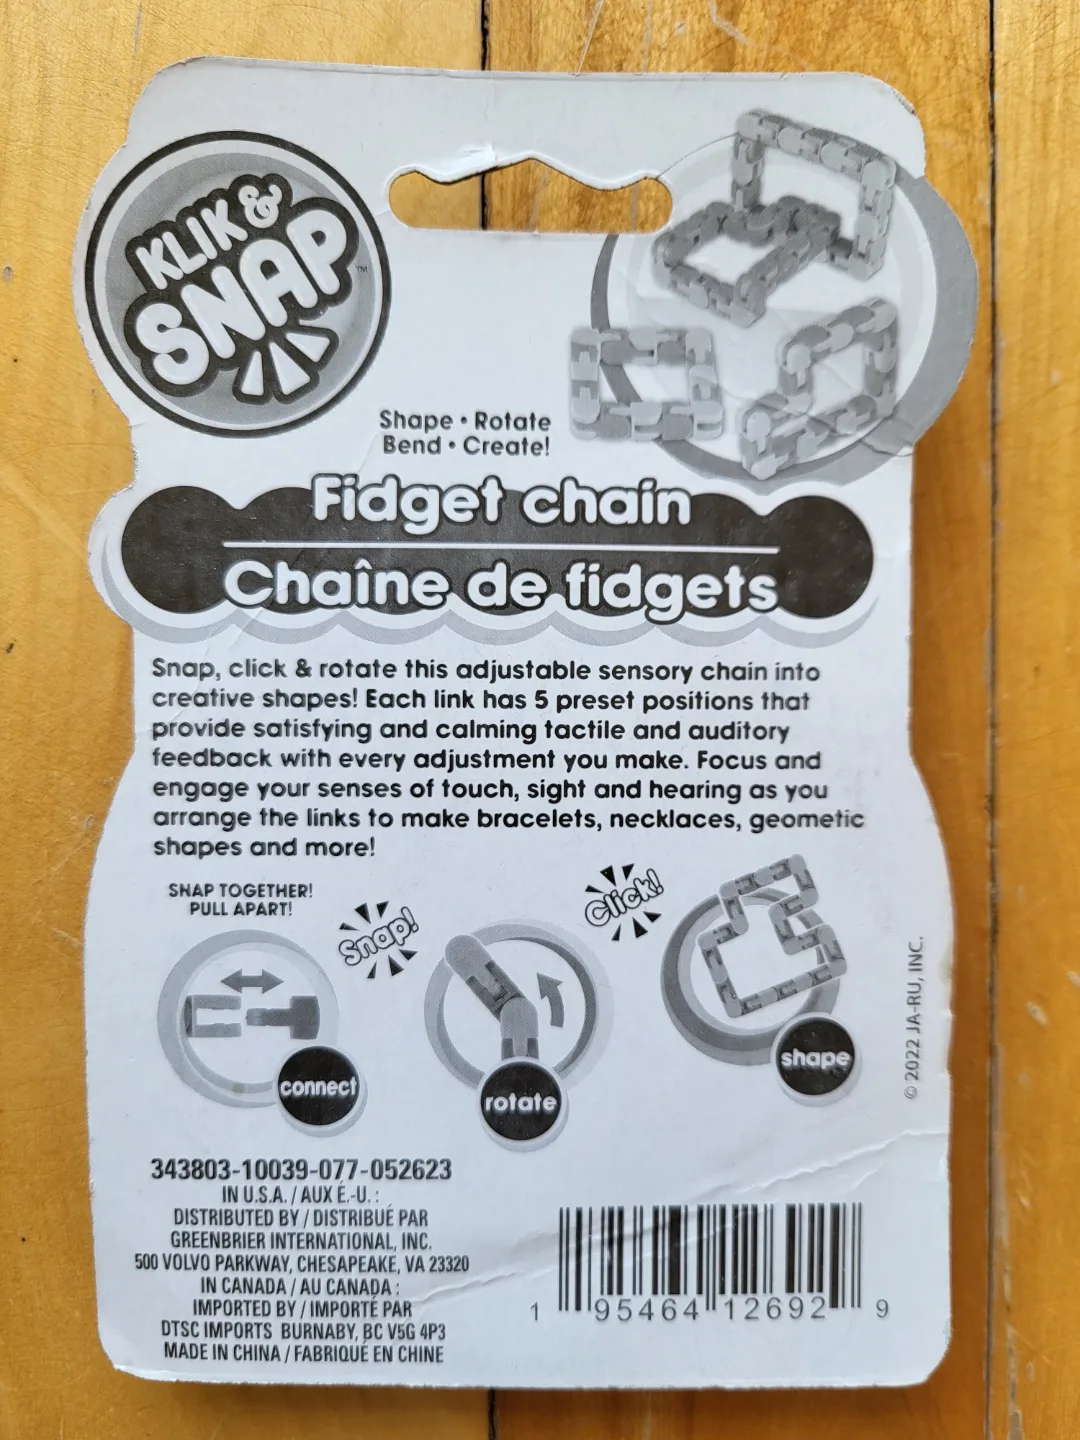 KLIK &
SNAP™
Shape • Rotate
Bend • Create!
Fidget chain
Chaîne de fidgets
Snap, click & rotate this adjustable sensory chain into
creative shapes! Each link has 5 preset positions that
provide satisfying and calming tactile and auditory
feedback with every adjustment you make. Focus and
engage your senses of touch, sight and hearing as you
arrange the links to make bracelets, necklaces, geometic
shapes and more!
SNAP TOGETHER!
PULL APART!
Snap!
Click!
connect
rotate
shape
© 2022 JA-RU, INC.
343803-10039-077-052623
IN U.S.A. / AUX É.-U. :
DISTRIBUTED BY / DISTRIBUÉ PAR
GREENBRIER INTERNATIONAL, INC.
500 VOLVO PARKWAY, CHESAPEAKE, VA 23320
IN CANADA / AU CANADA :
IMPORTED BY / IMPORTÉ PAR
DTSC IMPORTS BURNABY, BC V5G 4P3
MADE IN CHINA / FABRIQUÉ EN CHINE
1 95464 12692 9